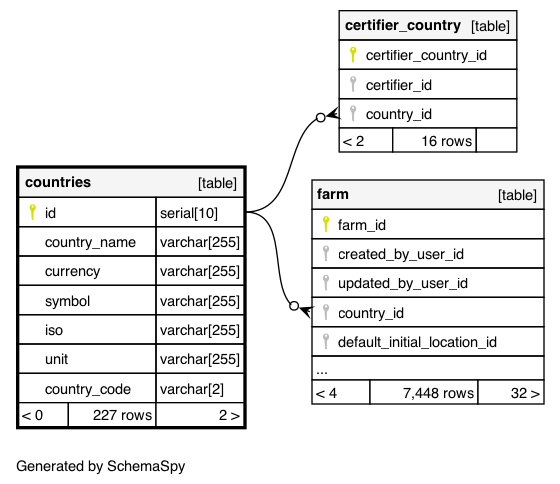 certifier_country [table]
certifier_country_id
certifier_id
country_id
< 2 16 rows
countries [table]
id serial[10]
country_name varchar[255]
currency varchar[255]
symbol varchar[255]
iso varchar[255]
unit varchar[255]
country_code varchar[2]
< 0 227 rows 2 >
farm [table]
farm_id
created_by_user_id
updated_by_user_id
country_id
default_initial_location_id
...
< 4 7,448 rows 32 >
Generated by SchemaSpy